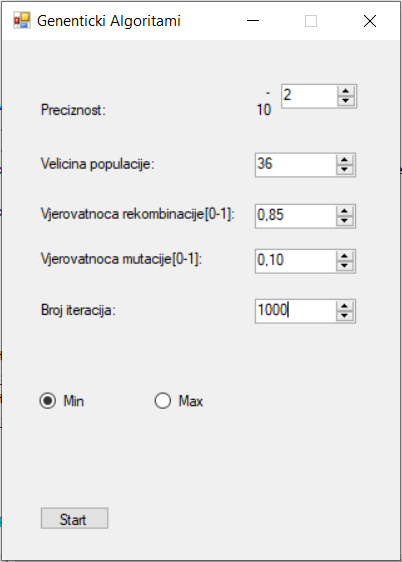 Genenticki Algoritami
Preciznost:
-
10
2
Velicina populacije:
36
Vjerovatnoca rekombinacije[0-1]:
0,85
Vjerovatnoca mutacije[0-1]:
0,10
Broj iteracija:
1000
Min
Max
Start